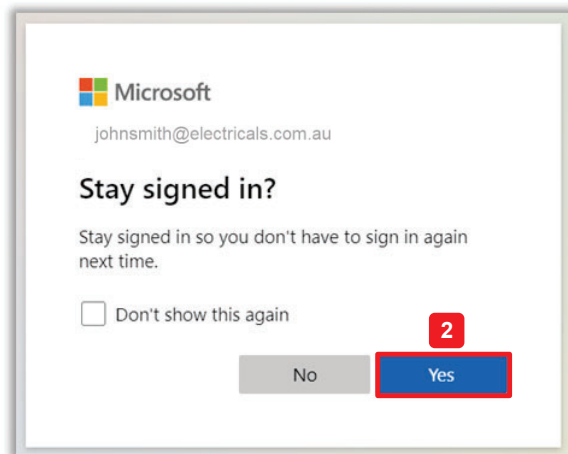 Microsoft
johnsmith@electricals.com.au
Stay signed in?
Stay signed in so you don't have to sign in again
next time.
Don't show this again
2
No
Yes